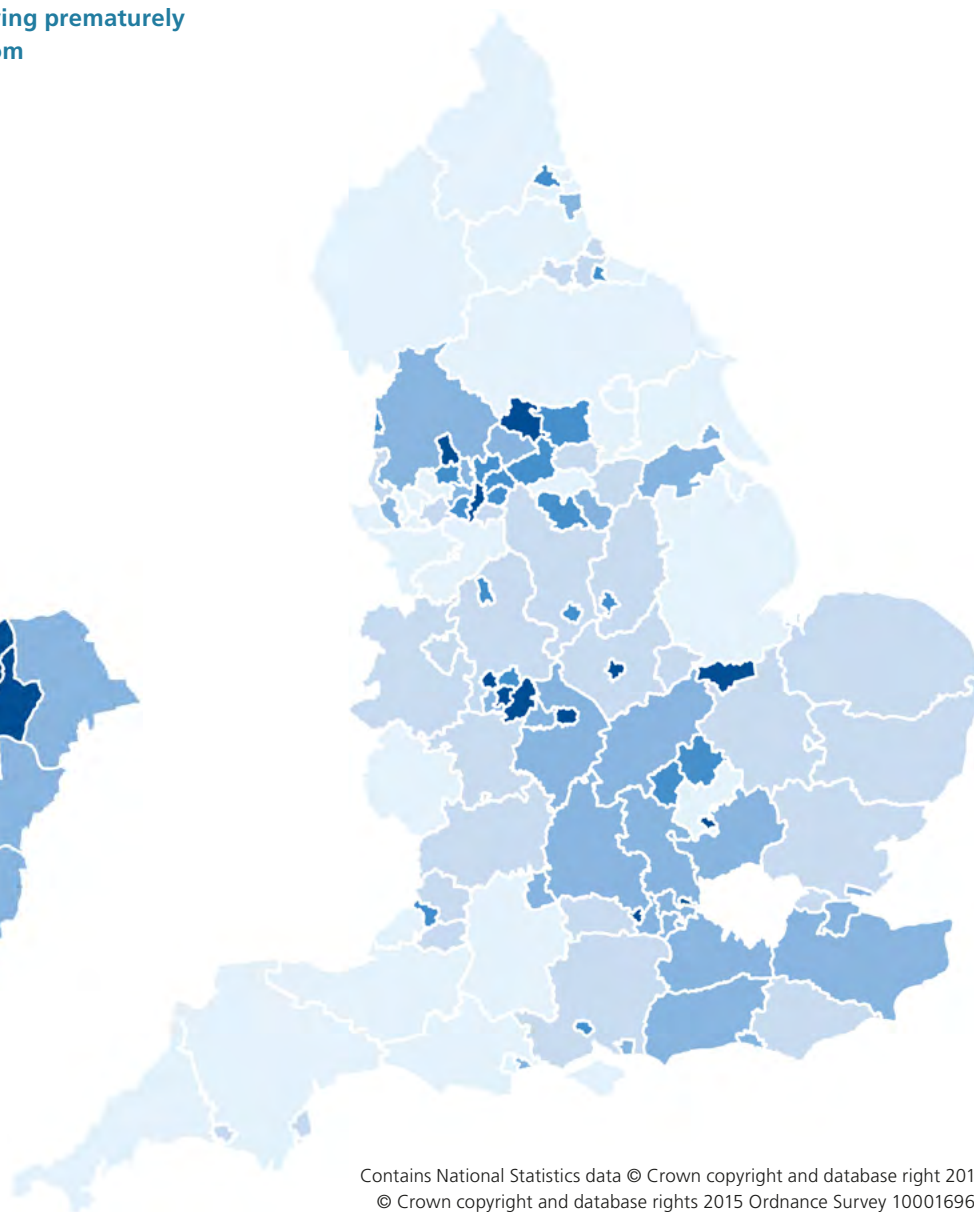 ing prematurely
om
Contains National Statistics data © Crown copyright and database right 201
© Crown copyright and database rights 2015 Ordnance Survey 10001696